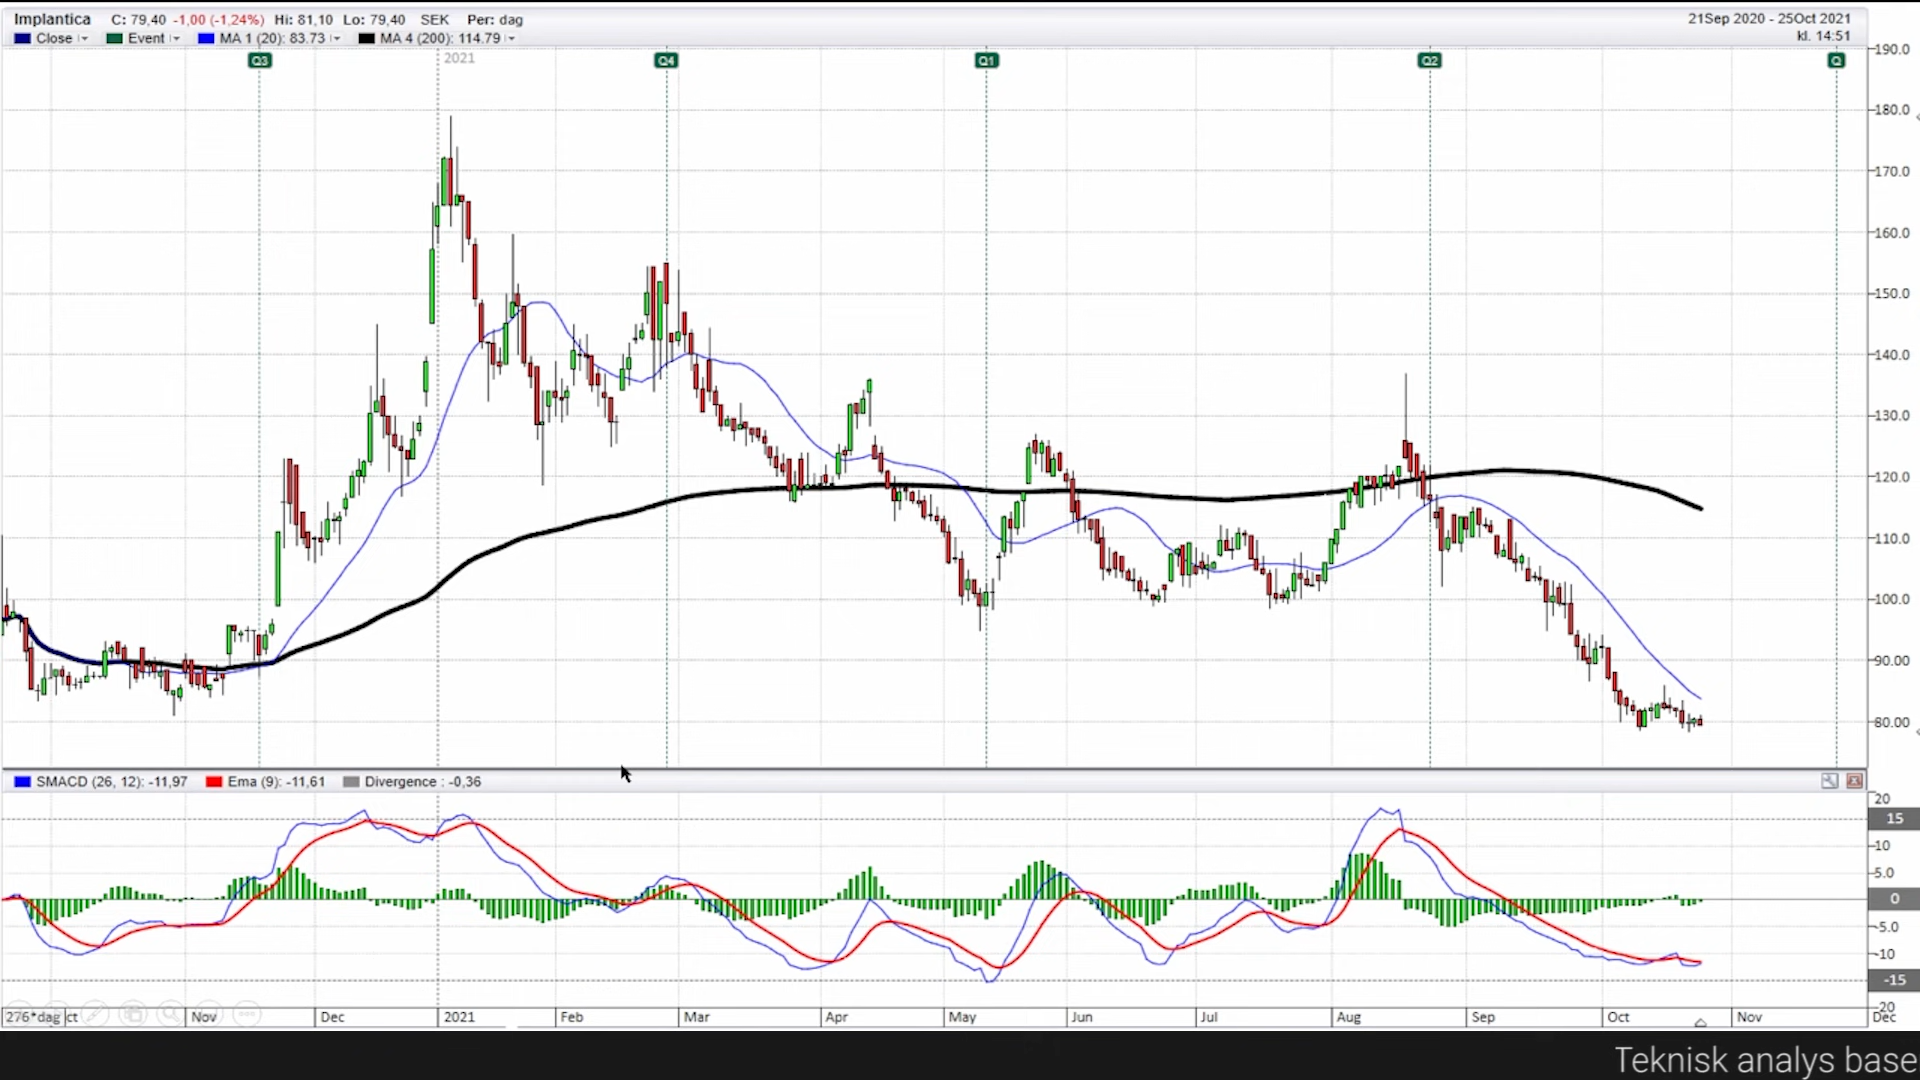 Implantica C: 79,40 -1,00 (-1,24%) Hi: 81,10 Lo: 79,40 SEK Per: dag
21Sep 2020 - 25Oct 2021
Close Event MA 1 (20): 83.73 MA 4 (200): 114.79
kl. 14:51
Q3 2021 Q4 Q1 Q2 Q
190.0
180.0
170.0
160.0
150.0
140.0
130.0
120.0
110.0
100.0
90.00
80.00
SMACD (26, 12): -11,97 Ema (9): -11,61 Divergence : -0,36
20
15
10
5.0
0
-5.0
-10
-15
-20
276*dag ct Nov Dec 2021 Feb Mar Apr May Jun Jul Aug Sep Oct Nov Dec
Teknisk analys base